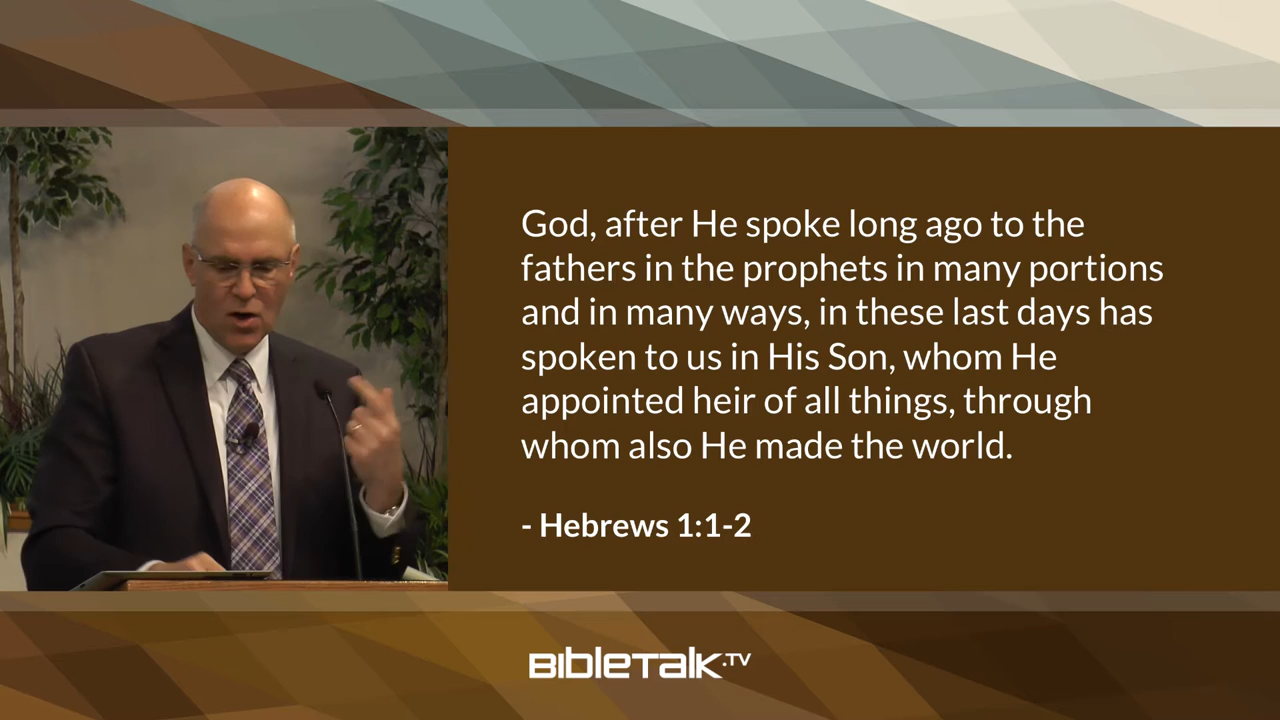 God, after He spoke long ago to the
fathers in the prophets in many portions
and in many ways, in these last days has
spoken to us in His Son, whom He
appointed heir of all things, through
whom also He made the world.
- Hebrews 1:1-2
BIBLETALK.TV